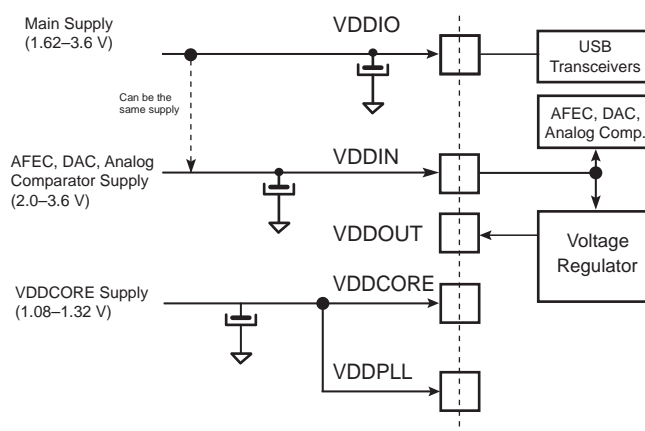 Main Supply
(1.62–3.6 V)
VDDIO
USB
Transceivers
Can be the
same supply
AFEC, DAC,
Analog Comp.
AFEC, DAC, Analog
Comparator Supply
(2.0–3.6 V)
VDDIN
VDDOUT
Voltage
Regulator
VDDCORE Supply
(1.08–1.32 V)
VDDCORE
VDDPLL